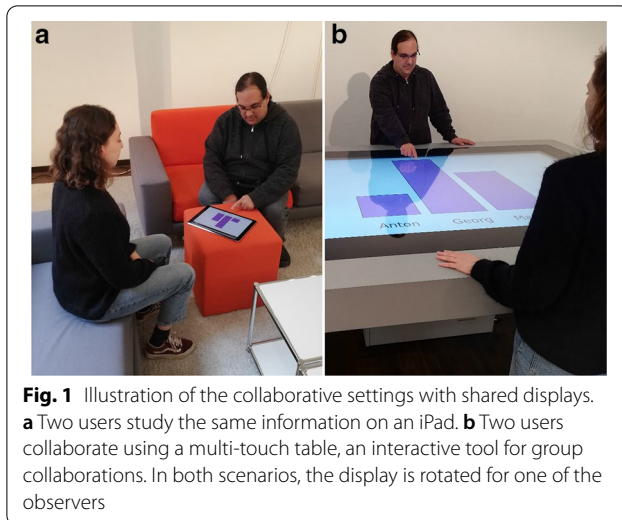 a
b
Anton
Georg
Fig. 1 Illustration of the collaborative settings with shared displays.
a Two users study the same information on an iPad. b Two users
collaborate using a multi-touch table, an interactive tool for group
collaborations. In both scenarios, the display is rotated for one of the
observers